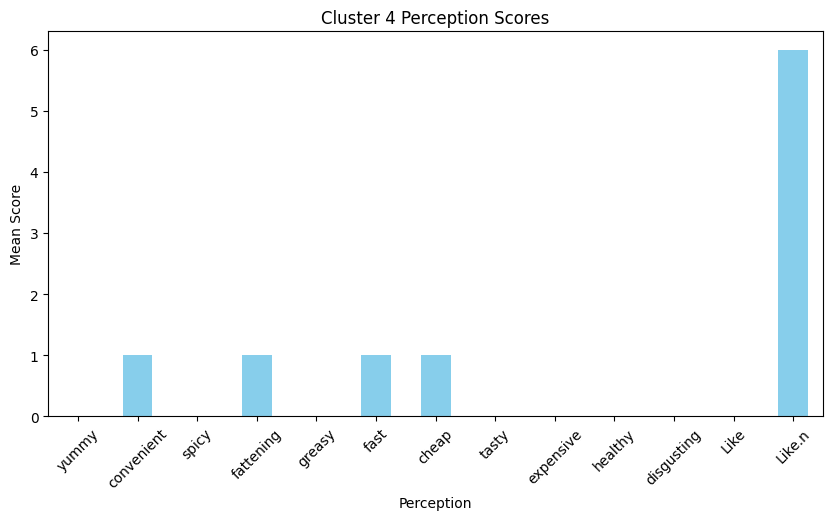 Cluster 4 Perception Scores
Mean Score
6
5
4
3
2
1
0
yummy
convenient
spicy
fattening
greasy
fast
cheap
tasty
expensive
healthy
disgusting
Like
Like.n
Perception